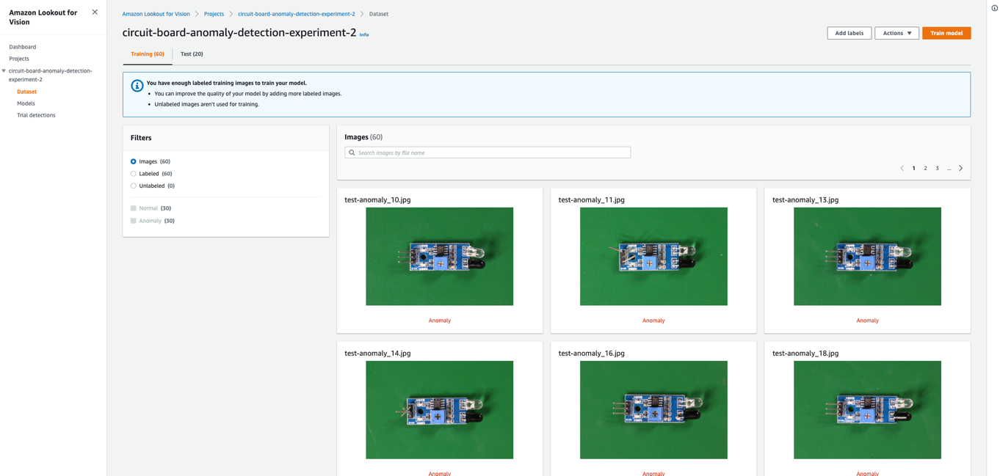 Amazon Lookout for
Vision
Dashboard
Projects
circuit-board-anomaly-detection-
experiment-2
Dataset
Models
Trial detections
Amazon Lookout for Vision > Projects > circuit-board-anomaly-detection-experiment-2 > Dataset
circuit-board-anomaly-detection-experiment-2 Info
Add labels
Actions
Train model
Training (60)
Test (20)
You have enough labeled training images to train your model.
• You can improve the quality of your model by adding more labeled images.
• Unlabeled images aren't used for training.
Filters
Images (60)
Labeled (60)
Unlabeled (0)
Normal (30)
Anomaly (30)
Images (60)
Search images by file name
< 1 2 3 ... >
test-anomaly_10.jpg
Anomaly
test-anomaly_11.jpg
Anomaly
test-anomaly_13.jpg
Anomaly
test-anomaly_14.jpg
Anomaly
test-anomaly_16.jpg
Anomaly
test-anomaly_18.jpg
Anomaly